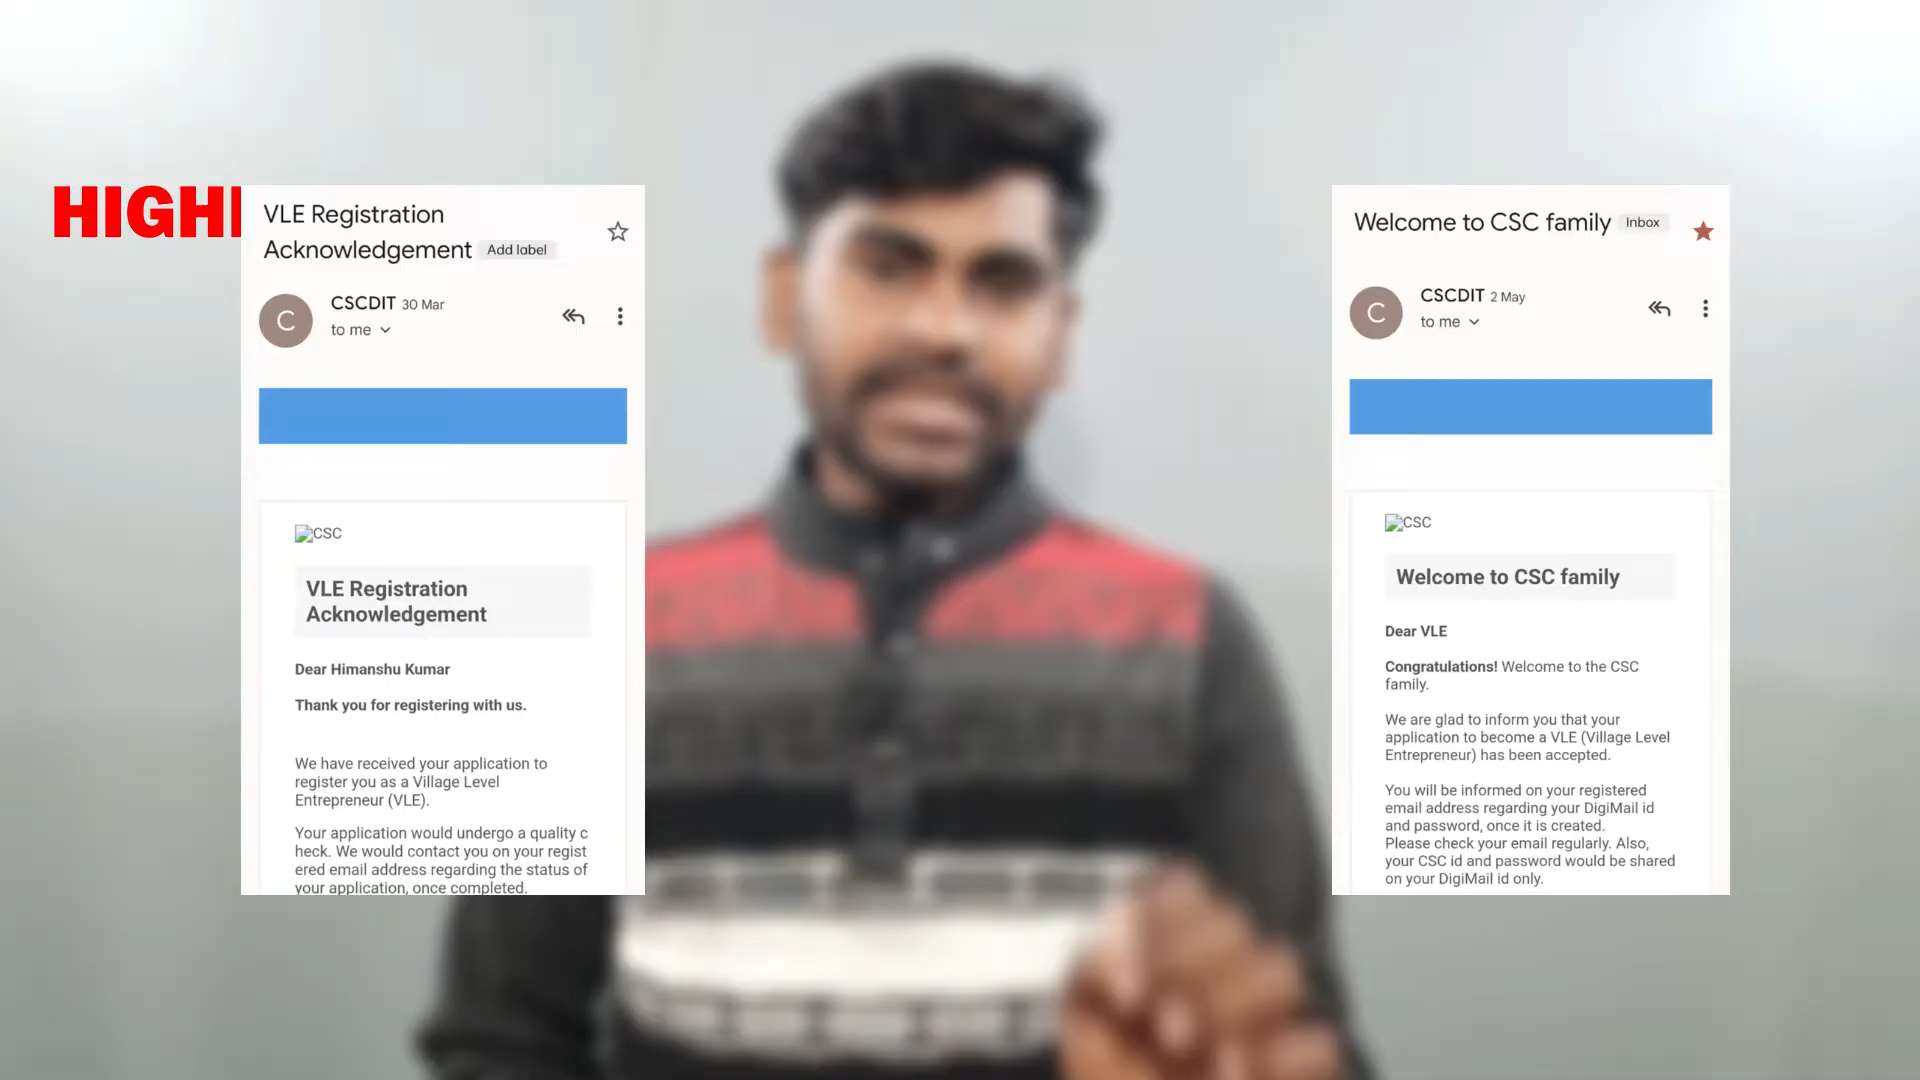 HIGHI
VLE Registration
Acknowledgement Add label
C
CSCDIT 30 Mar
to me
CSC
VLE Registration
Acknowledgement
Dear Himanshu Kumar
Thank you for registering with us.
We have received your application to
register you as a Village Level
Entrepreneur (VLE).
Your application would undergo a quality c
heck. We would contact you on your regist
ered email address regarding the status of
your application, once completed.
Welcome to CSC family Inbox
C
CSCDIT 2 May
to me
CSC
Welcome to CSC family
Dear VLE
Congratulations! Welcome to the CSC
family.
We are glad to inform you that your
application to become a VLE (Village Level
Entrepreneur) has been accepted.
You will be informed on your registered
email address regarding your DigiMail id
and password, once it is created.
Please check your email regularly. Also,
your CSC id and password would be shared
on your DigiMail id only.